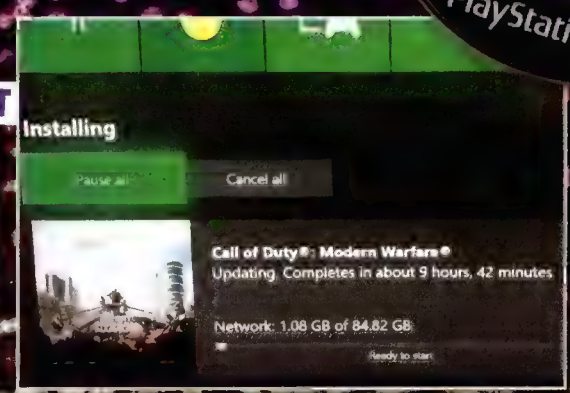 PlayStati
T
Installing
Pause all
Cancel all
Call of Duty®: Modern Warfare®
Updating. Completes in about 9 hours, 42 minutes
Network: 1.08 GB of 84.82 GB
Ready to start